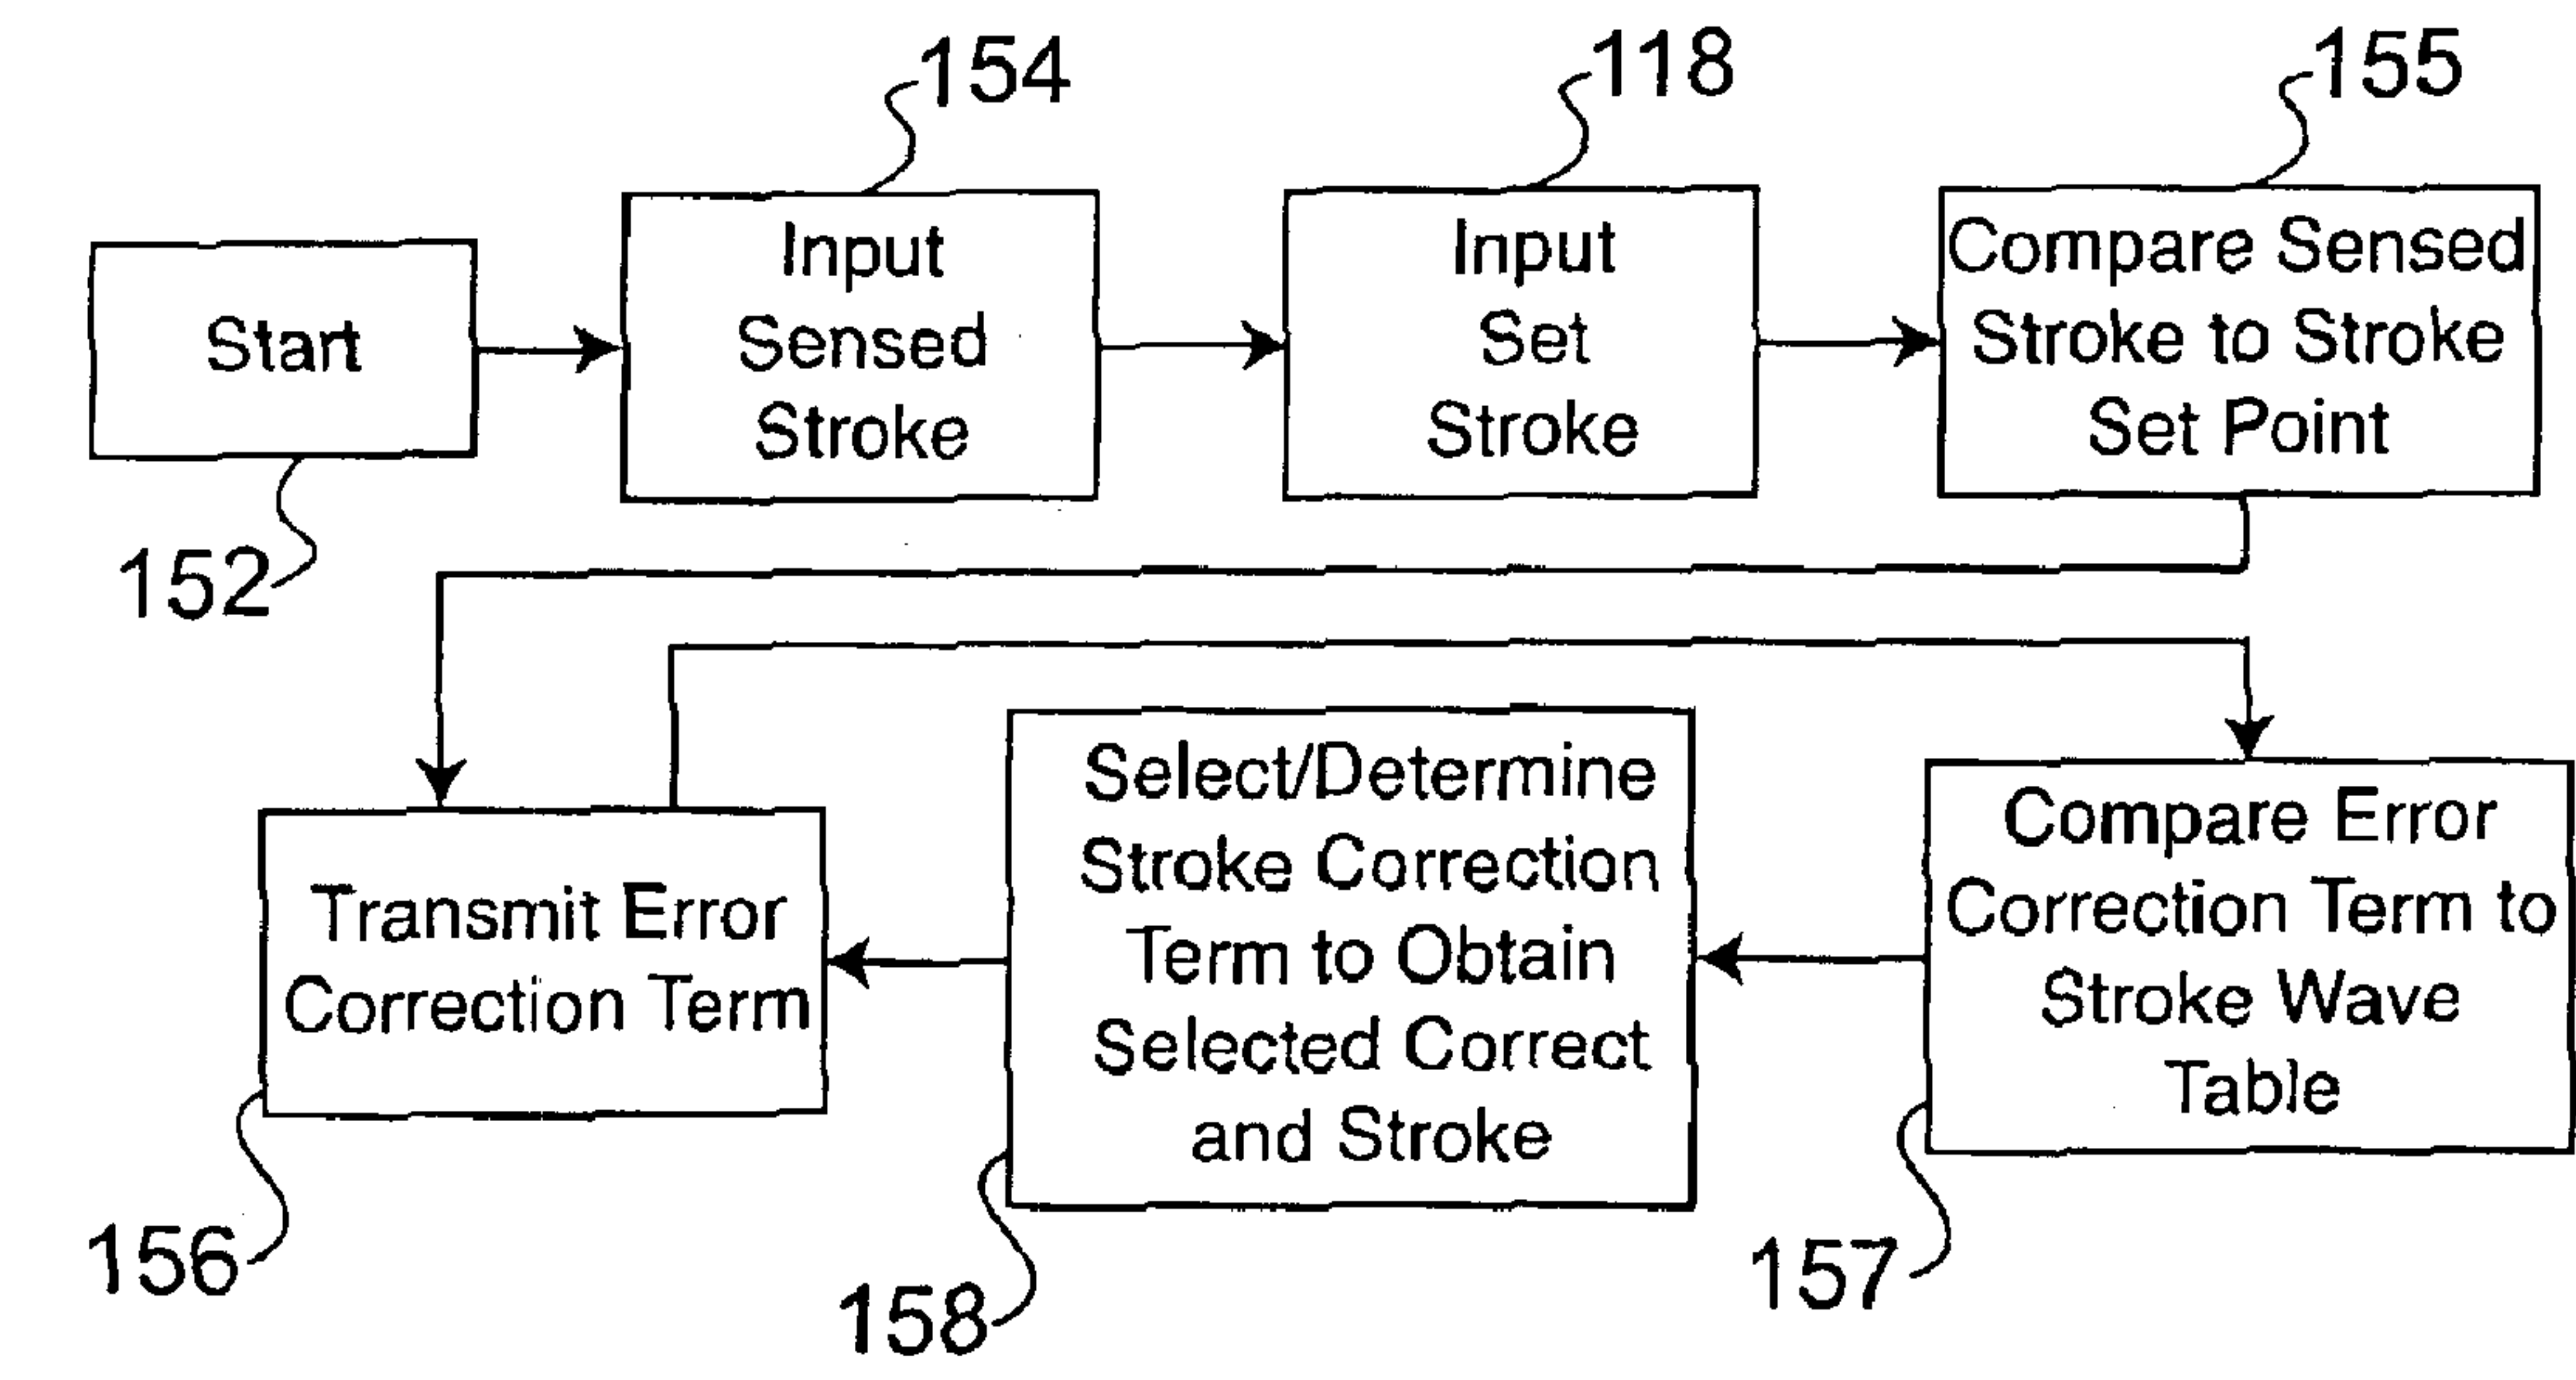 154
118
155
Start
Input
Sensed
Stroke
Input
Set
Stroke
Compare Sensed
Stroke to Stroke
Set Point
152
Transmit Error
Correction Term
Select/Determine
Stroke Correction
Term to Obtain
Selected Correct
and Stroke
Compare Error
Correction Term to
Stroke Wave
Table
156
158
157